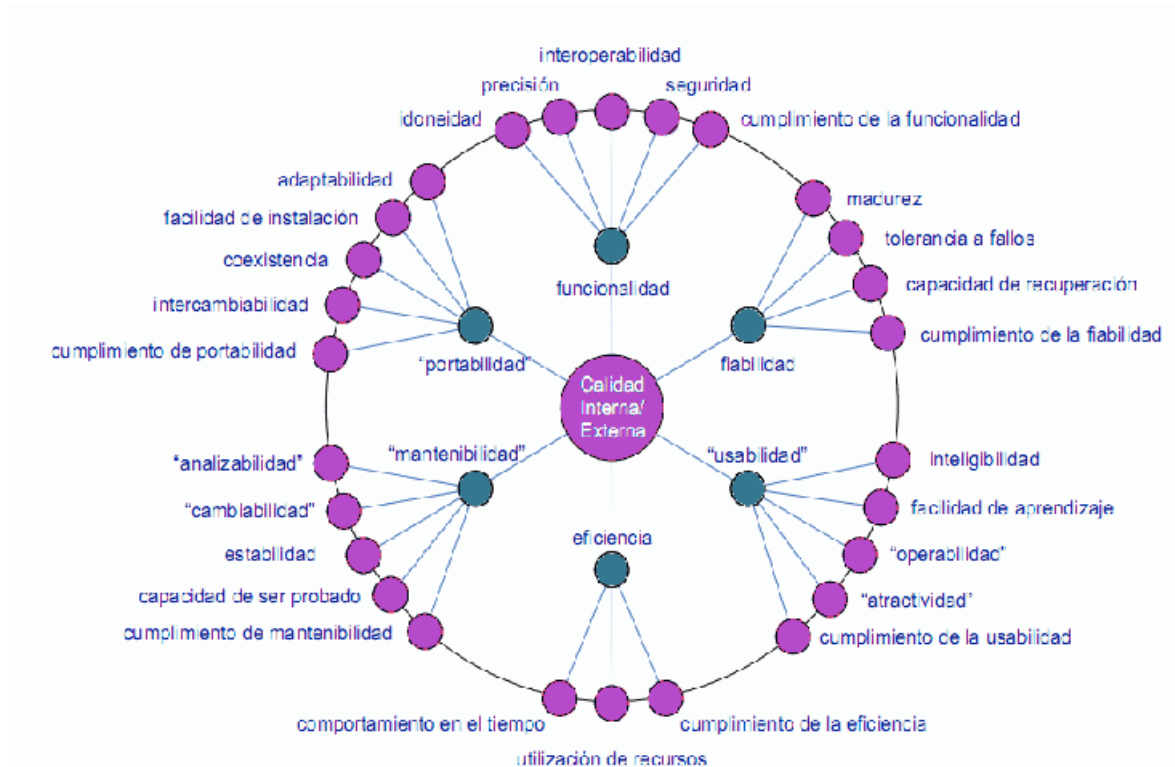 interoperabilidad
precisión
seguridad
idoneidad
cumplimiento de la funcionalidad
adaptabilidad
madurez
facilidad de instalación
tolerancia a fallos
coexistencia
capacidad de recuperación
funcionalidad
intercambiabilidad
cumplimiento de la fiabilidad
cumplimiento de portabilidad
"portabilidad"
fiabilidad
Calidad
Interna/
Externa
"mantenibilidad"
"usabilidad"
"analizabilidad"
inteligibilidad
"cambiabilidad"
facilidad de aprendizaje
eficiencia
estabilidad
"operabilidad"
capacidad de ser probado
"atractividad"
cumplimiento de mantenibilidad
cumplimiento de la usabilidad
comportamiento en el tiempo
cumplimiento de la eficiencia
utilización de recursos